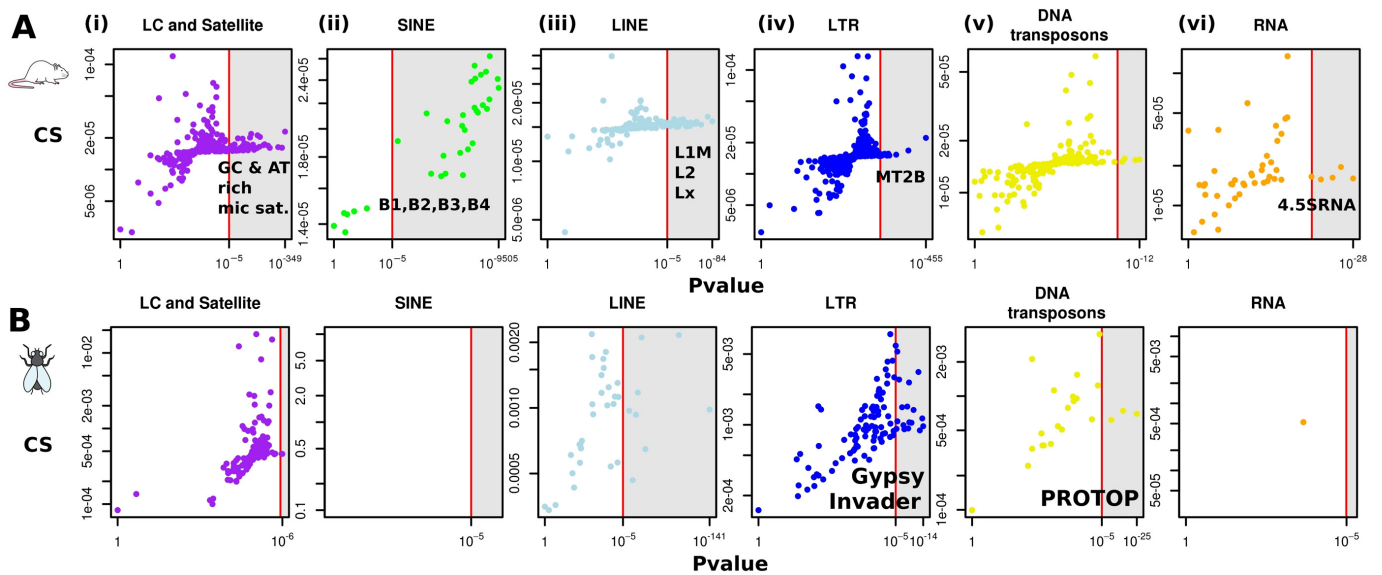 A
(i)
LC and Satellite
(ii)
SINE
(iii)
LINE
(iv)
LTR
(v)
DNA
transposons
(vi)
RNA
CS
1e-04
2e-05
5e-06
GC & AT
rich
mic sat.
1
10-5
10-349
2.4e-05
1.8e-05
1.4e-05
B1,B2,B3,B4
1
10-5
10-9505
2.0e-05
1.0e-05
5.0e-06
L1M
L2
Lx
1
10-5
10-84
1e-04
2e-05
5e-06
MT2B
1
10-455
5e-05
1e-05
1
10-12
5e-05
1e-05
4.5SRNA
1
10-28
Pvalue
B
LC and Satellite
SINE
LINE
LTR
DNA
transposons
RNA
CS
1e-02
2e-03
5e-04
1e-04
1
10-6
5.0
2.0
0.5
0.1
10-5
0.0020
0.0010
0.0005
1
10-5
10-141
5e-03
1e-03
2e-04
Gypsy
Invader
1
10-5
10-14
2e-03
5e-04
1e-04
PROTOP
1
10-5
10-25
5e-03
5e-04
5e-05
1
10-5
Pvalue